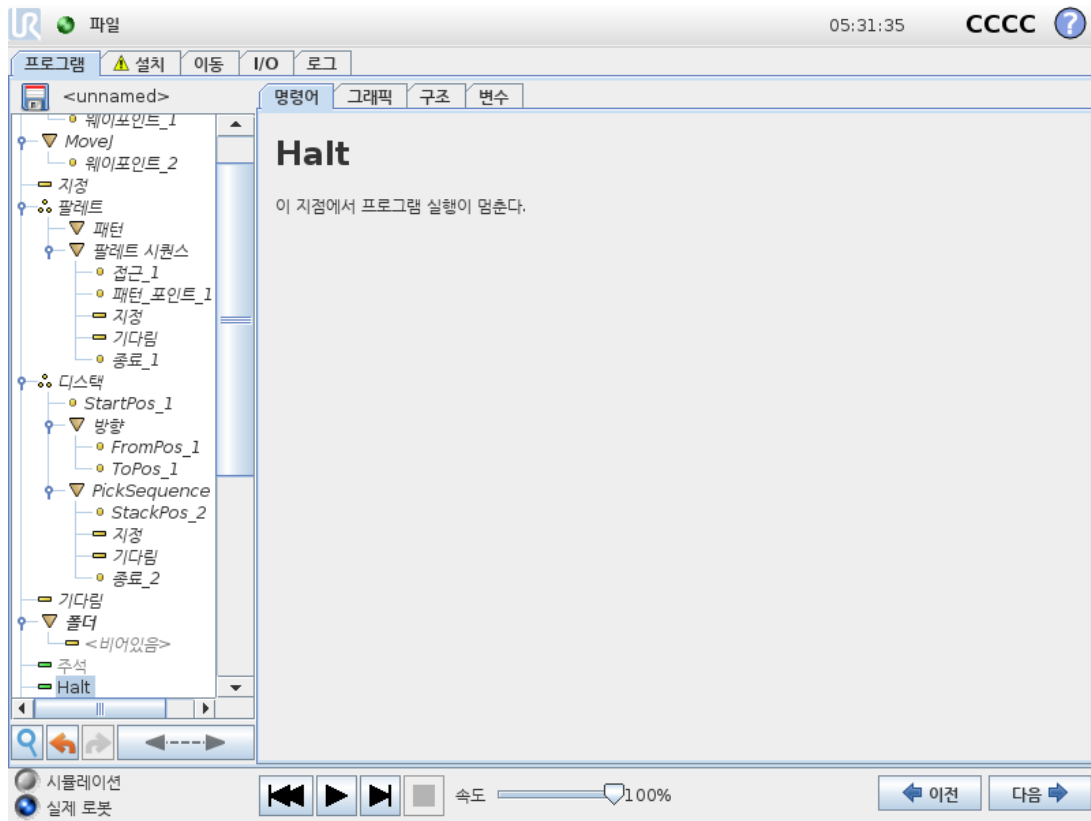 UR 파일 05:31:35 CCCC ?
프로그램 설치 이동 I/O 로그
<unnamed> 명령어 그래픽 구조 변수
웨이포인트_1
MoveJ
웨이포인트_2
지정
팔레트
패턴
팔레트 시퀀스
접근_1
패턴_포인트_1
지정
기다림
종료_1
디스택
StartPos_1
방향
FromPos_1
ToPos_1
PickSequence
StackPos_2
지정
기다림
종료_2
기다림
폴더
<비어있음>
주석
Halt
Halt
이 지점에서 프로그램 실행이 멈춘다.
시뮬레이션
실제 로봇
속도 100% 이전 다음